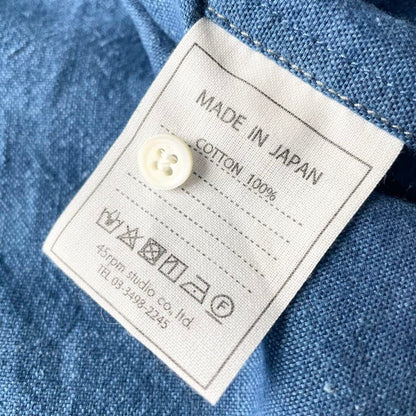 MADE IN JAPAN
COTTON 100%
45rpm studio co., ltd.
TEL 03-3498-2245